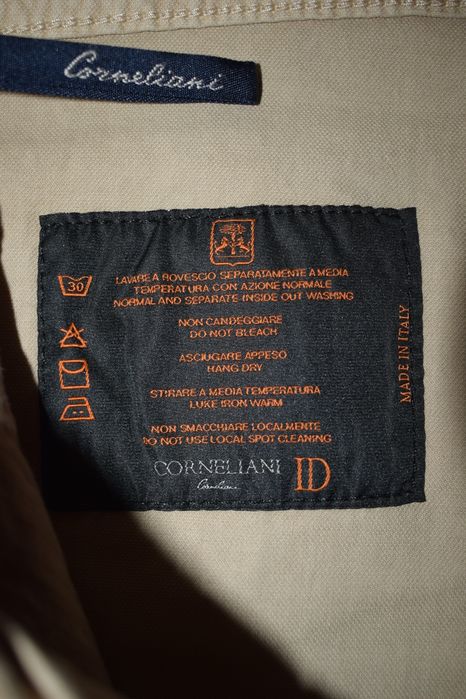 Corneliani
30
LAVARE A ROVESCIO SEPARATAMENTE A MEDIA
TEMPERATURA CON AZIONE NORMALE
NORMAL AND SEPARATE INSIDE OUT WASHING
NON CANDEGGIARE
DO NOT BLEACH
ASCIUGARE APPESO
HANG DRY
STIRARE A MEDIA TEMPERATURA
LUKE IRON WARM
NON SMACCHIARE LOCALMENTE
DO NOT USE LOCAL SPOT CLEANING
CORNELIANI ID
Corneliani
MADE IN ITALY